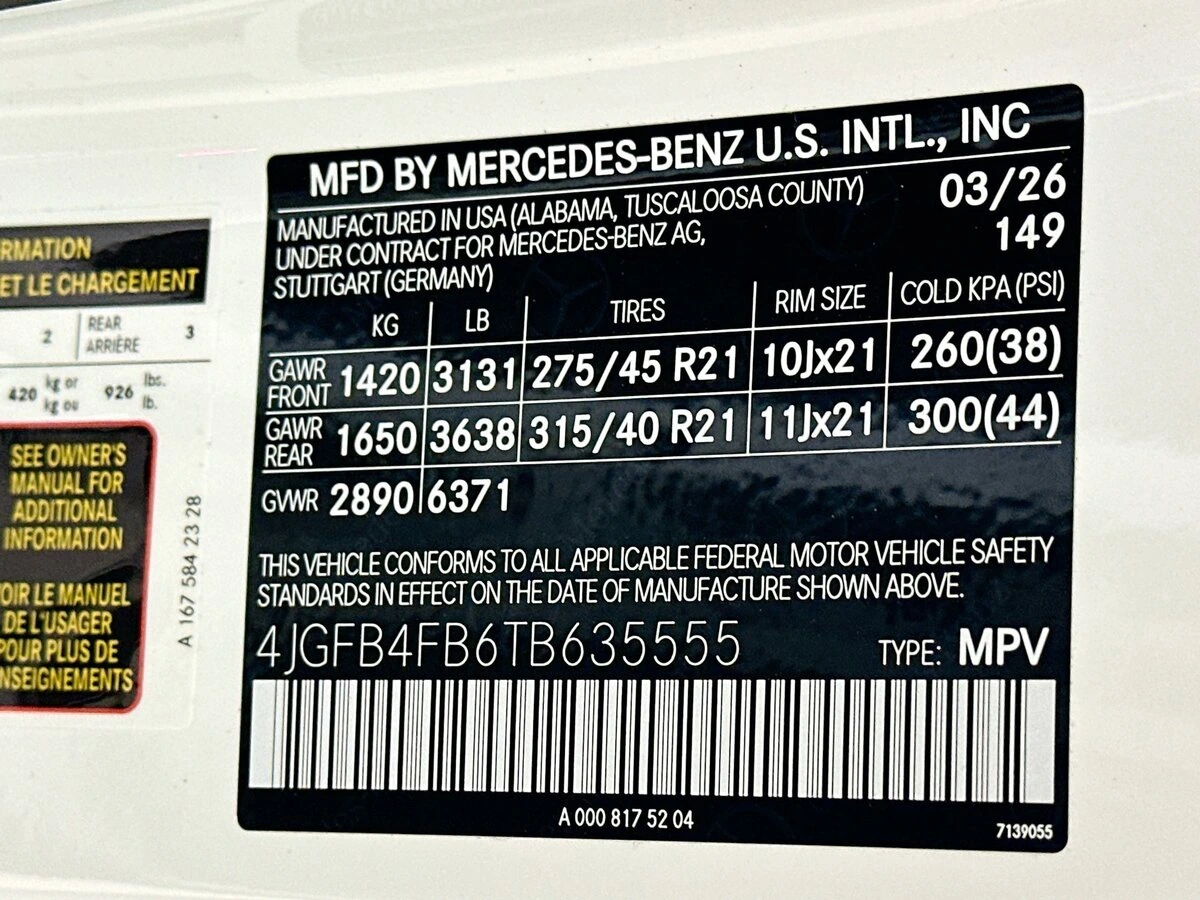 MFD BY MERCEDES-BENZ U.S. INTL., INC
MANUFACTURED IN USA (ALABAMA, TUSCALOOSA COUNTY) 03/26
UNDER CONTRACT FOR MERCEDES-BENZ AG, 149
STUTTGART (GERMANY)
KG LB TIRES RIM SIZE COLD KPA (PSI)
GAWR FRONT 1420 3131 275/45 R21 10Jx21 260(38)
GAWR REAR 1650 3638 315/40 R21 11Jx21 300(44)
GVWR 2890 6371
THIS VEHICLE CONFORMS TO ALL APPLICABLE FEDERAL MOTOR VEHICLE SAFETY
STANDARDS IN EFFECT ON THE DATE OF MANUFACTURE SHOWN ABOVE.
4JGFB4FB6TB635555 TYPE: MPV
A 000 817 52 04
7139055
RMATION
ET LE CHARGEMENT
2 REAR ARRIÈRE 3
420 kg or kg ou 926 lbs. lb.
SEE OWNER'S
MANUAL FOR
ADDITIONAL
INFORMATION
OIR LE MANUEL
DE L'USAGER
POUR PLUS DE
NSEIGNEMENTS
A 167 584 23 28